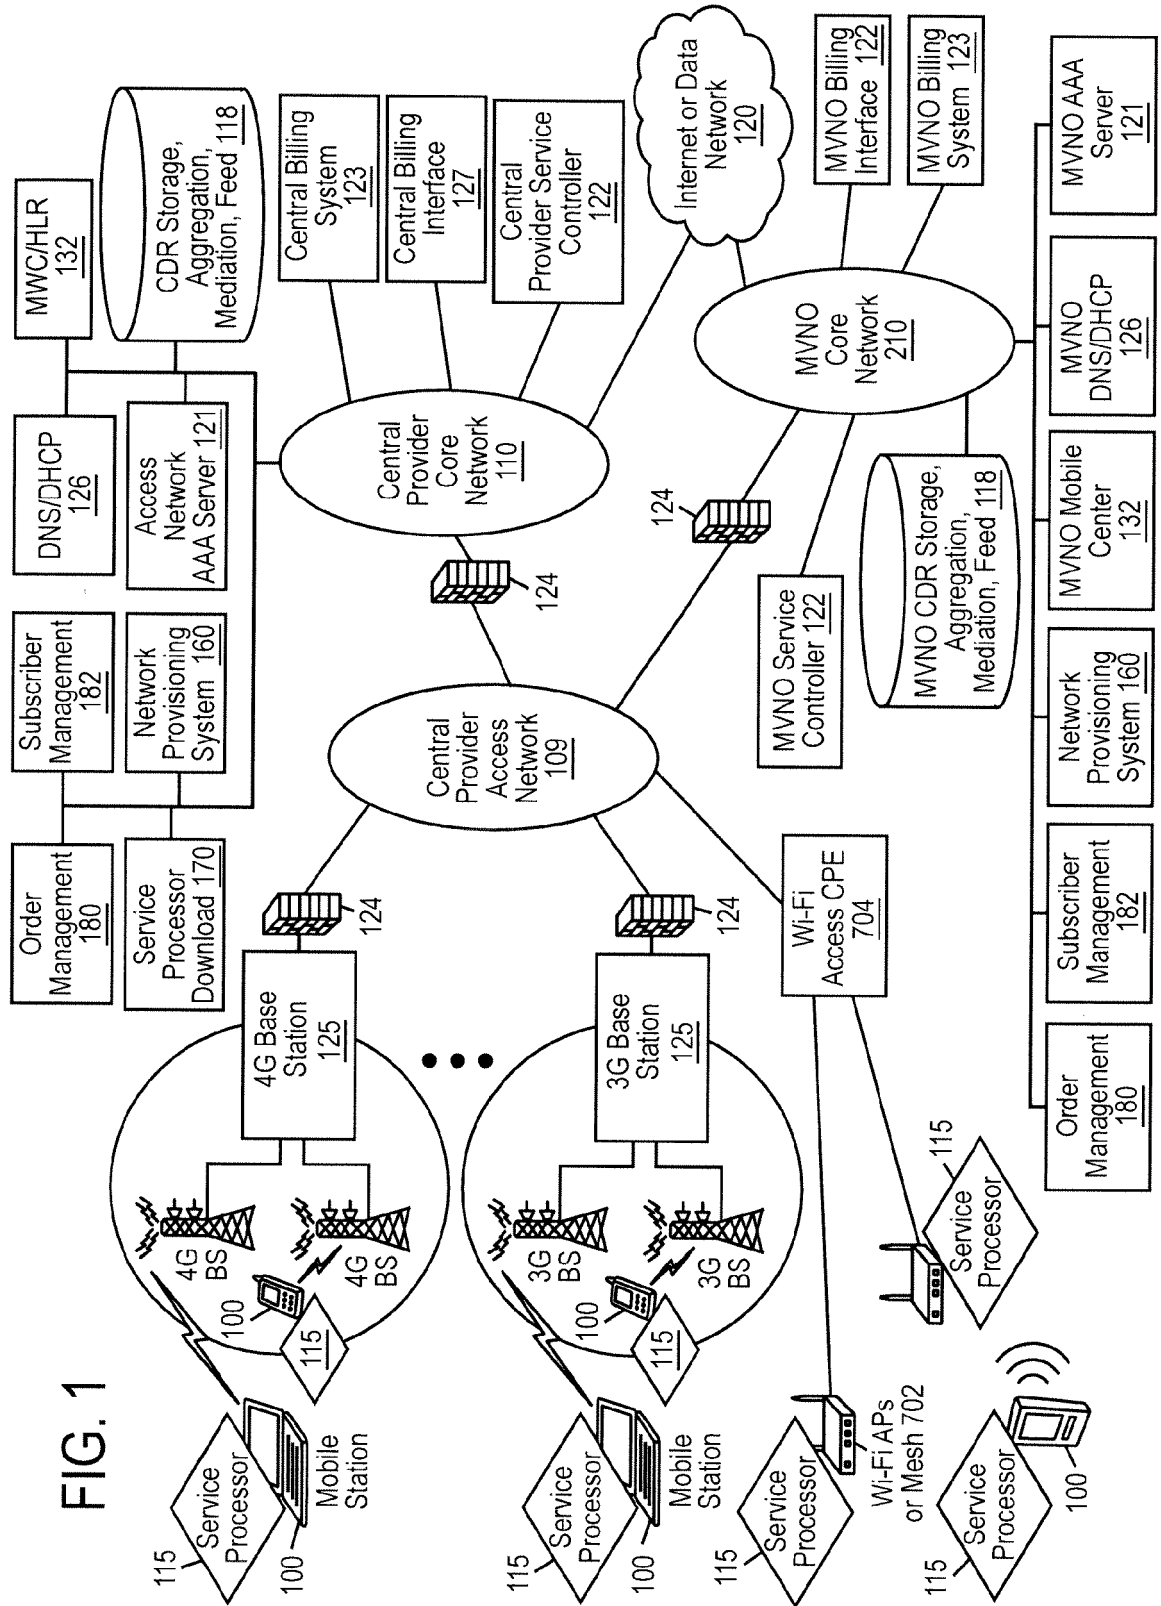 FIG. 1
Order
Management
180
Subscriber
Management
182
DNS/DHCP
126
MWC/HLR
132
Service
Processor
Download 170
Network
Provisioning
System 160
Access
Network
AAA Server 121
CDR Storage,
Aggregation,
Mediation, Feed 118
Central Billing
System
123
Central Billing
Interface
127
Central
Provider Service
Controller
122
115
Service
Processor
100
Mobile
Station
115
100
4G
BS
4G
BS
4G Base
Station
125
124
Central
Provider
Access
Network
109
124
Central
Provider
Core
Network
110
Internet or Data
Network
120
115
Service
Processor
100
Mobile
Station
115
100
3G
BS
3G
BS
3G Base
Station
125
124
124
MVNO
Core
Network
210
MVNO Billing
Interface 122
MVNO Billing
System 123
MVNO Service
Controller 122
MVNO CDR Storage,
Aggregation,
Mediation, Feed 118
115
Service
Processor
Wi-Fi APs
or Mesh 702
Wi-Fi
Access CPE
704
115
Service
Processor
115
Service
Processor
100
Order
Management
180
Subscriber
Management
182
Network
Provisioning
System 160
MVNO Mobile
Center
132
MVNO
DNS/DHCP
126
MVNO AAA
Server
121